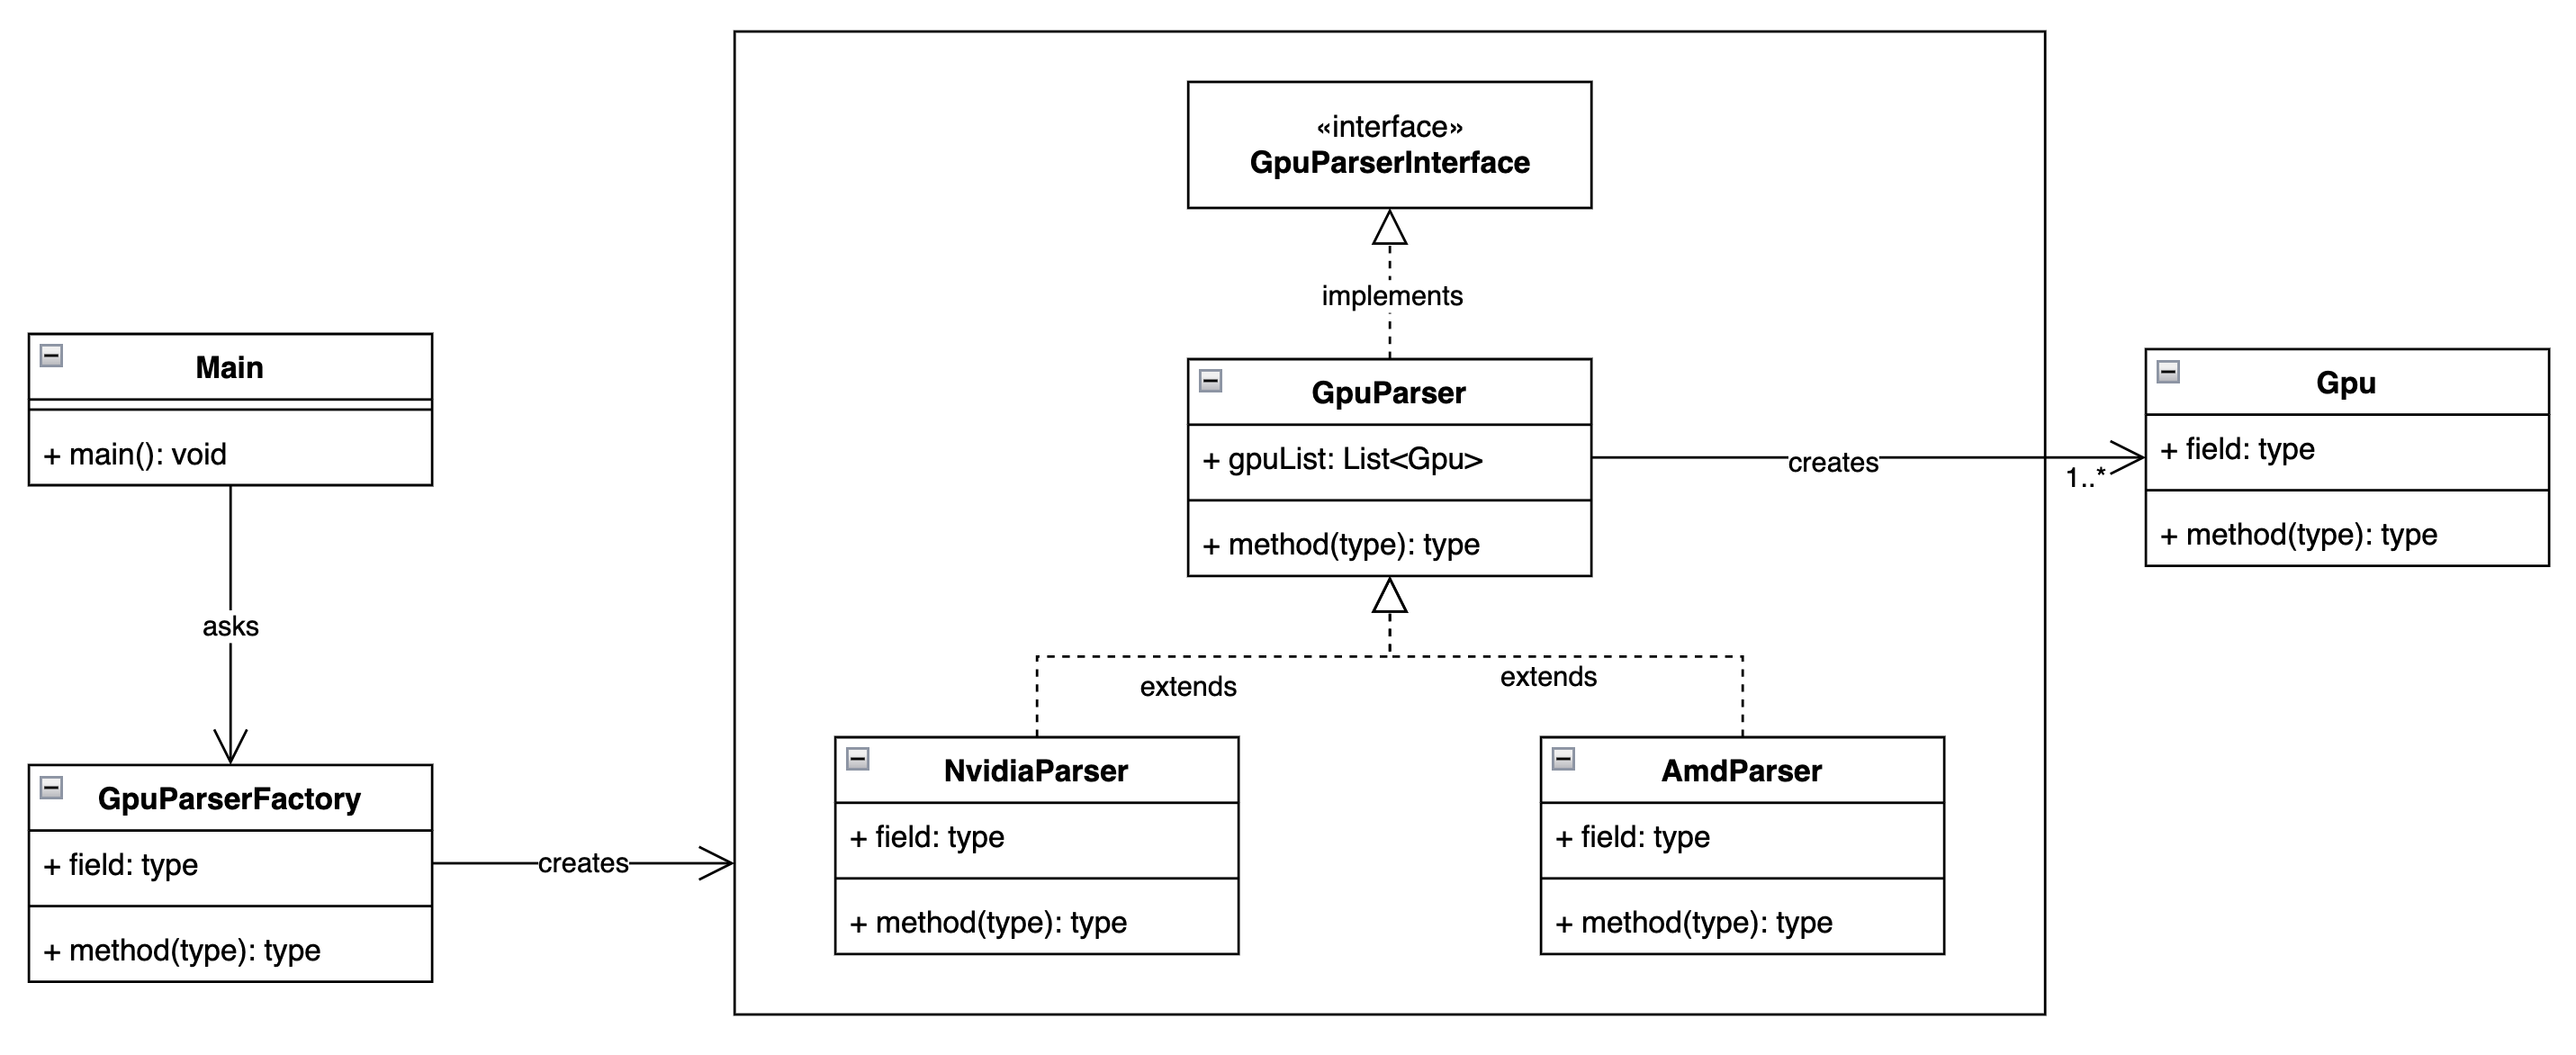 Main
+ main(): void
asks
GpuParserFactory
+ field: type
+ method(type): type
creates
«interface»
GpuParserInterface
implements
GpuParser
+ gpuList: List<Gpu>
+ method(type): type
extends
extends
NvidiaParser
+ field: type
+ method(type): type
AmdParser
+ field: type
+ method(type): type
creates
1..*
Gpu
+ field: type
+ method(type): type